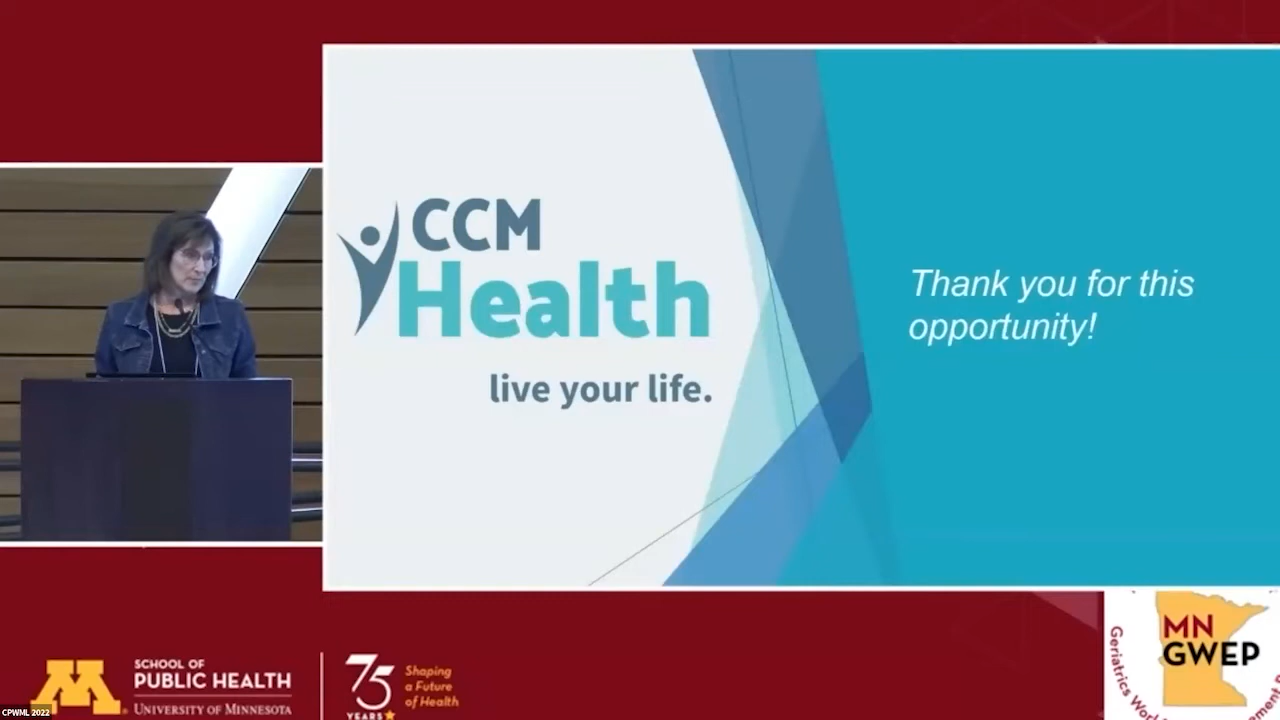 CCM
Health
live your life.
Thank you for this
opportunity!
SCHOOL OF
PUBLIC HEALTH
UNIVERSITY OF MINNESOTA
75
YEARS
Shaping
a Future
of Health
CPWML 2022
MN
GWEP
Geriatrics